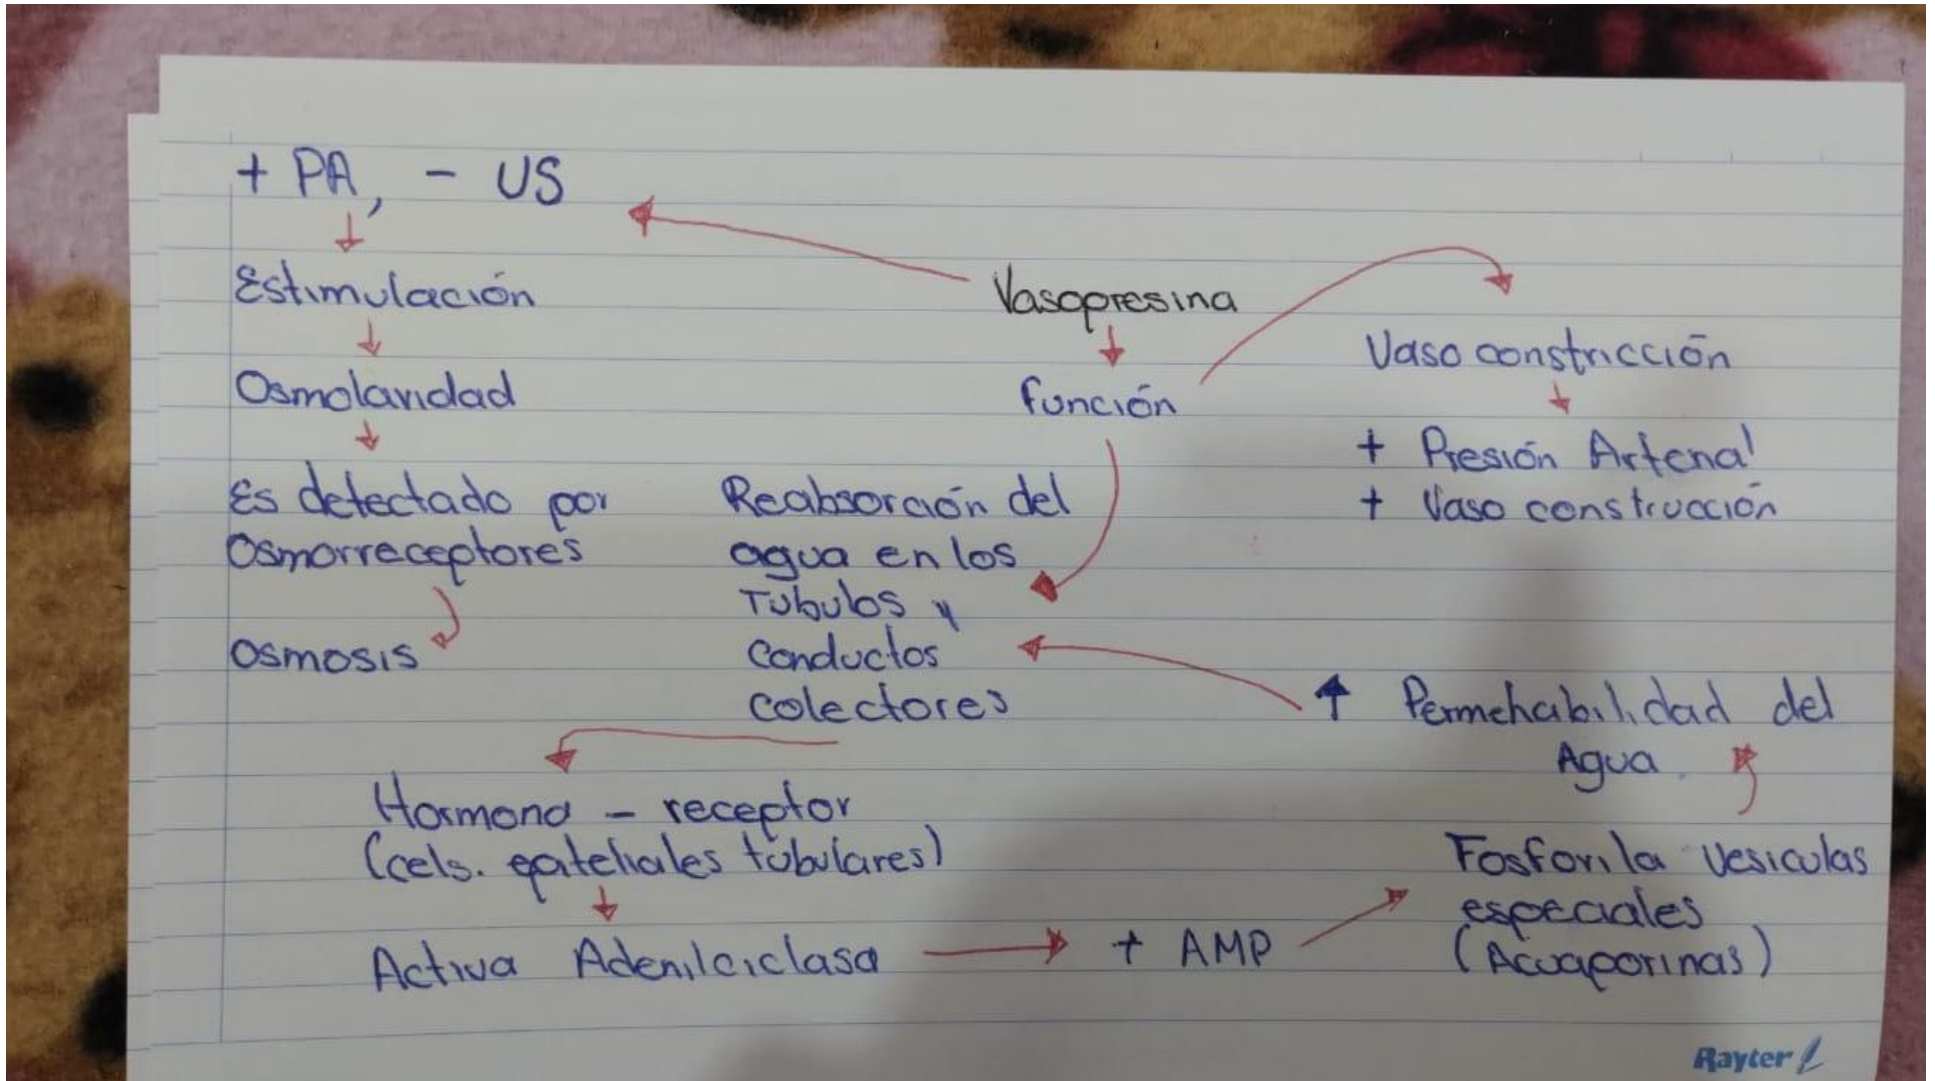 + PA, - US
Estimulación
Osmolaridad
Es detectado por
Osmorreceptores
Osmosis
Vasopresina
función
Vaso constricción
+ Presión Arterial
+ Vaso construcción
Reabsorción del
agua en los
Tubulos y
Conductos
colectores
↑ Permehabilidad del
Agua
Hormona - receptor
(cels. epiteliales tubulares)
Activa Adenilciclasa
+ AMP
Fosforila vesiculas
especiales
(Acuaporinas)
Rayter